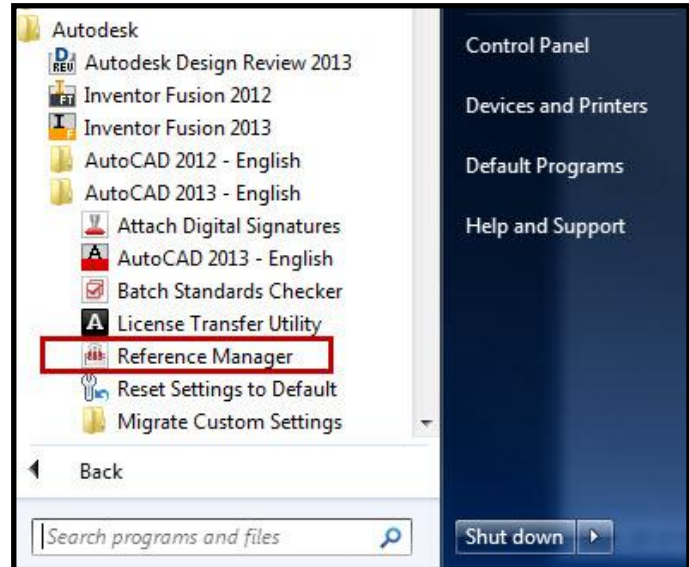 Autodesk
Autodesk Design Review 2013
Inventor Fusion 2012
Inventor Fusion 2013
AutoCAD 2012 - English
AutoCAD 2013 - English
Attach Digital Signatures
AutoCAD 2013 - English
Batch Standards Checker
License Transfer Utility
Reference Manager
Reset Settings to Default
Migrate Custom Settings
Back
Search programs and files
Control Panel
Devices and Printers
Default Programs
Help and Support
Shut down